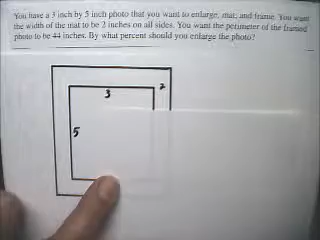 You have a 3 inch by 5 inch photo that you want to enlarge, mat, and frame. You want
the width of the mat to be 2 inches on all sides. You want the perimeter of the framed
photo to be 44 inches. By what percent should you enlarge the photo?
2
3
5